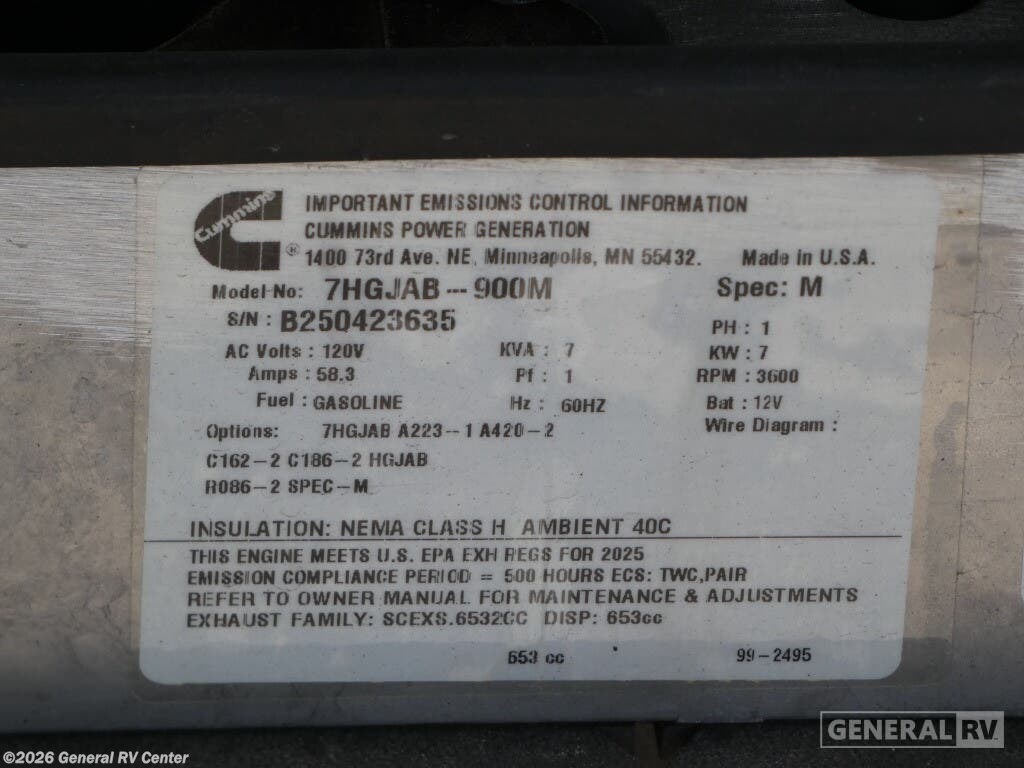 Cummins
®
IMPORTANT EMISSIONS CONTROL INFORMATION
CUMMINS POWER GENERATION
1400 73rd Ave. NE, Minneapolis, MN 55432. Made in U.S.A.
Model No: 7HGJAB--900M Spec: M
S/N : B250423635 PH : 1
AC Volts : 120V KVA : 7 KW : 7
Amps : 58.3 Pf : 1 RPM : 3600
Fuel : GASOLINE Hz : 60HZ Bat : 12V
Options: 7HGJAB A223--1 A420-2 Wire Diagram :
C162-2 C186-2 HGJAB
R086-2 SPEC-M
INSULATION: NEMA CLASS H AMBIENT 40C
THIS ENGINE MEETS U.S. EPA EXH REGS FOR 2025
EMISSION COMPLIANCE PERIOD = 500 HOURS ECS: TWC,PAIR
REFER TO OWNER MANUAL FOR MAINTENANCE & ADJUSTMENTS
EXHAUST FAMILY: SCEXS.6532CC DISP: 653cc
653 cc 99-2495
GENERAL RV
©2026 General RV Center